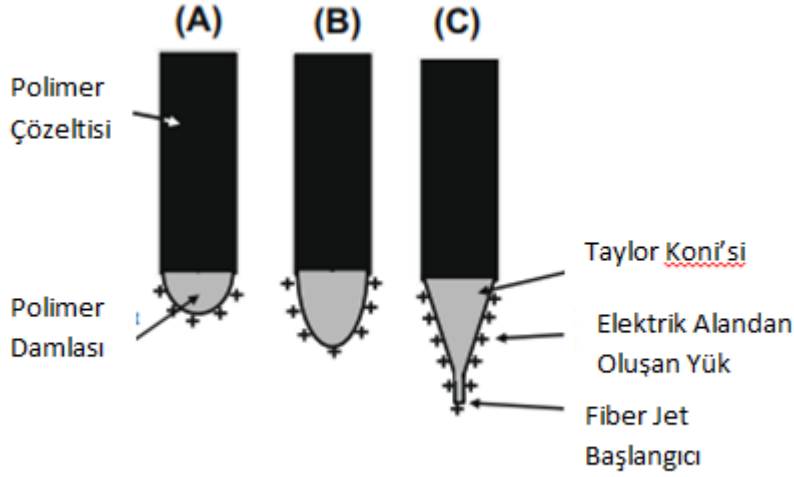 (A) (B) (C)
Polimer
Çözeltisi
Polimer
Damlası
Taylor Koni’si
Elektrik Alandan
Oluşan Yük
Fiber Jet
Başlangıcı